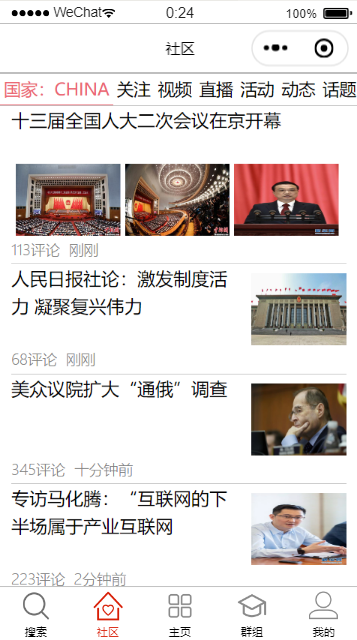 WeChat 0:24 100%
社区
国家：CHINA 关注 视频 直播 活动 动态 话题
十三届全国人大二次会议在京开幕
113评论 刚刚
人民日报社论：激发制度活
力 凝聚复兴伟力
68评论 刚刚
美众议院扩大“通俄”调查
345评论 十分钟前
专访马化腾：“互联网的下
半场属于产业互联网
223评论 2分钟前
搜索 社区 主页 群组 我的